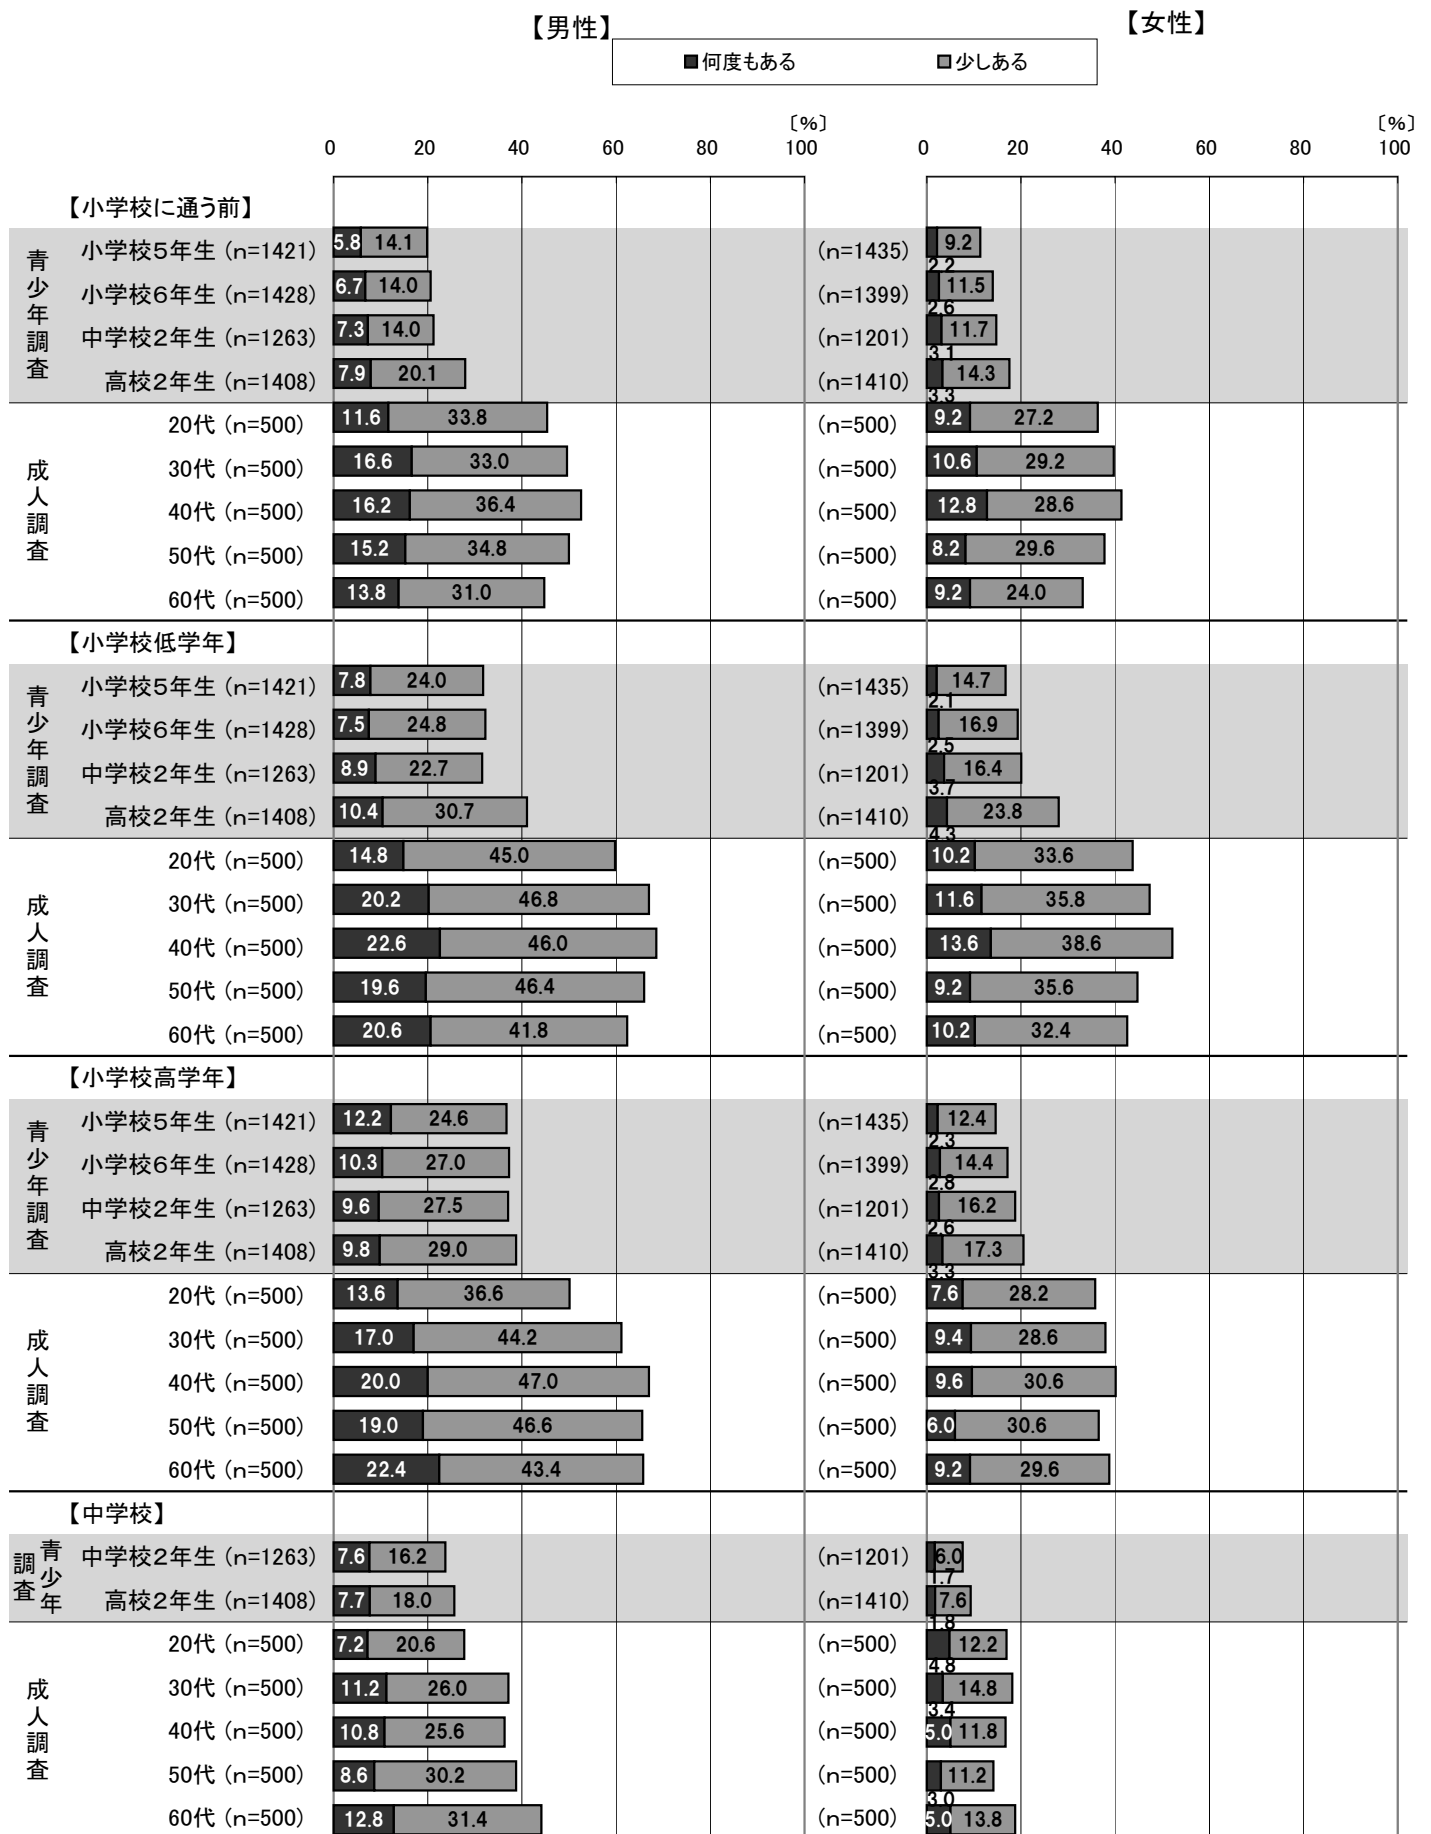 【男性】
【女性】
■何度もある ■少しある
〔%〕
〔%〕
0 20 40 60 80 100
0 20 40 60 80 100
【小学校に通う前】
青少年調査
小学校5年生 (n=1421) 5.8 14.1 (n=1435) 2.2 9.2
小学校6年生 (n=1428) 6.7 14.0 (n=1399) 2.6 11.5
中学校2年生 (n=1263) 7.3 14.0 (n=1201) 3.1 11.7
高校2年生 (n=1408) 7.9 20.1 (n=1410) 3.3 14.3
成人調査
20代 (n=500) 11.6 33.8 (n=500) 9.2 27.2
30代 (n=500) 16.6 33.0 (n=500) 10.6 29.2
40代 (n=500) 16.2 36.4 (n=500) 12.8 28.6
50代 (n=500) 15.2 34.8 (n=500) 8.2 29.6
60代 (n=500) 13.8 31.0 (n=500) 9.2 24.0
【小学校低学年】
青少年調査
小学校5年生 (n=1421) 7.8 24.0 (n=1435) 2.1 14.7
小学校6年生 (n=1428) 7.5 24.8 (n=1399) 2.5 16.9
中学校2年生 (n=1263) 8.9 22.7 (n=1201) 3.7 16.4
高校2年生 (n=1408) 10.4 30.7 (n=1410) 4.3 23.8
成人調査
20代 (n=500) 14.8 45.0 (n=500) 10.2 33.6
30代 (n=500) 20.2 46.8 (n=500) 11.6 35.8
40代 (n=500) 22.6 46.0 (n=500) 13.6 38.6
50代 (n=500) 19.6 46.4 (n=500) 9.2 35.6
60代 (n=500) 20.6 41.8 (n=500) 10.2 32.4
【小学校高学年】
青少年調査
小学校5年生 (n=1421) 12.2 24.6 (n=1435) 2.3 12.4
小学校6年生 (n=1428) 10.3 27.0 (n=1399) 2.8 14.4
中学校2年生 (n=1263) 9.6 27.5 (n=1201) 2.6 16.2
高校2年生 (n=1408) 9.8 29.0 (n=1410) 3.3 17.3
成人調査
20代 (n=500) 13.6 36.6 (n=500) 7.6 28.2
30代 (n=500) 17.0 44.2 (n=500) 9.4 28.6
40代 (n=500) 20.0 47.0 (n=500) 9.6 30.6
50代 (n=500) 19.0 46.6 (n=500) 6.0 30.6
60代 (n=500) 22.4 43.4 (n=500) 9.2 29.6
【中学校】
青少年調査
中学校2年生 (n=1263) 7.6 16.2 (n=1201) 1.7 6.0
高校2年生 (n=1408) 7.7 18.0 (n=1410) 1.8 7.6
成人調査
20代 (n=500) 7.2 20.6 (n=500) 4.8 12.2
30代 (n=500) 11.2 26.0 (n=500) 3.4 14.8
40代 (n=500) 10.8 25.6 (n=500) 5.0 11.8
50代 (n=500) 8.6 30.2 (n=500) 3.0 11.2
60代 (n=500) 12.8 31.4 (n=500) 5.0 13.8